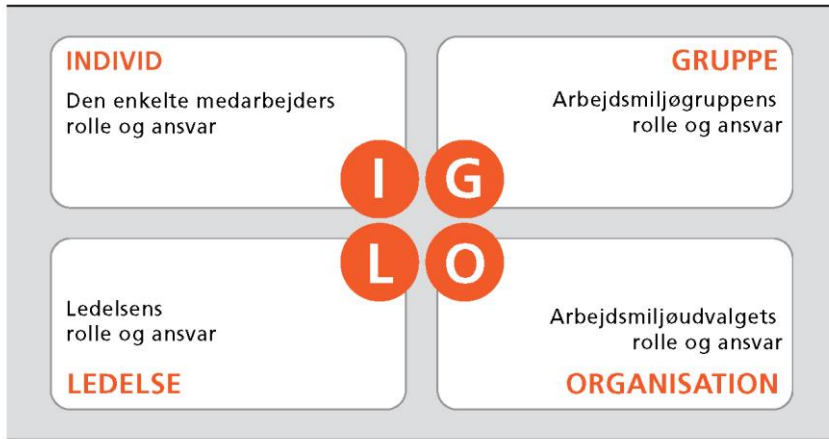 INDIVID
Den enkelte medarbejders
rolle og ansvar
GRUPPE
Arbejdsmiljøgruppens
rolle og ansvar
I G
L O
Ledelsens
rolle og ansvar
LEDELSE
Arbejdsmiljøudvalgets
rolle og ansvar
ORGANISATION